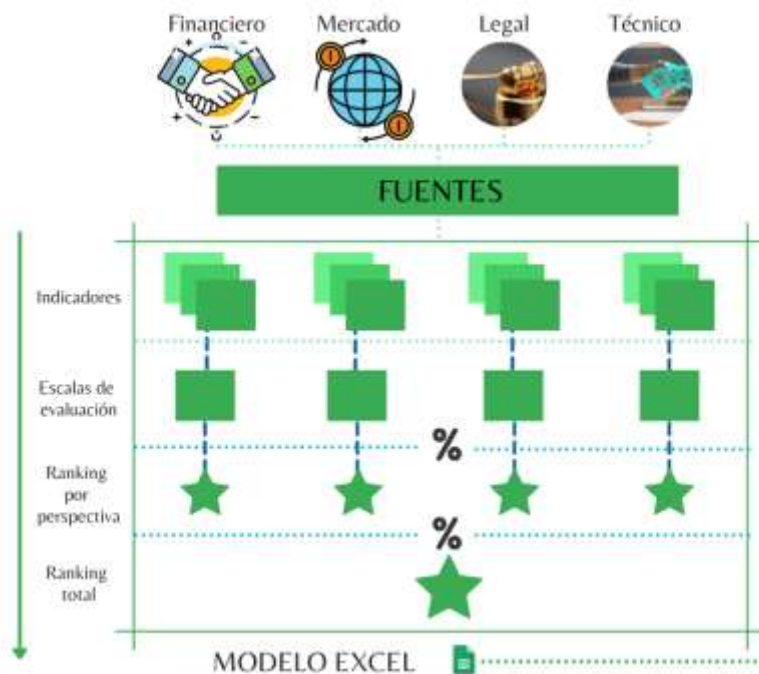 Financiero
Mercado
Legal
Técnico
FUENTES
Indicadores
Escalas de
evaluación
%
Ranking
por
perspectiva
%
Ranking
total
MODELO EXCEL